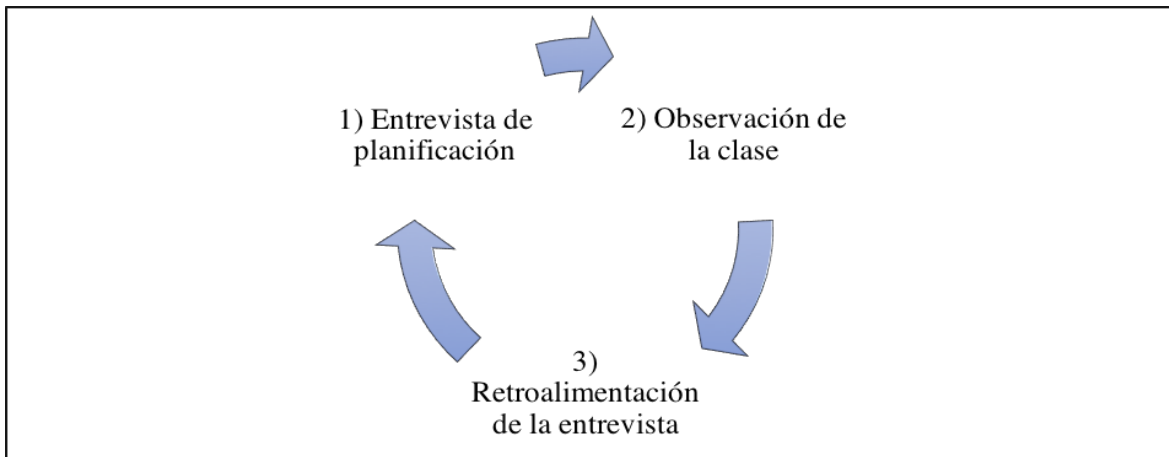 1) Entrevista de
planificación
2) Observación de
la clase
3)
Retroalimentación
de la entrevista